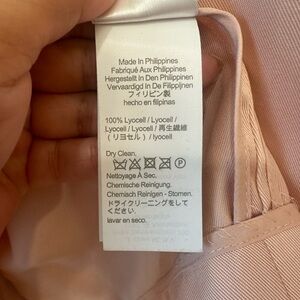 Made In Philippines
Fabriqué Aux Philippines
Hergestellt In Den Philippinen
Vervaardigd In De Filippijnen
フィリピン製
hecho en filipinas
100% Lyocell / Lyocell /
Lyocell / Lyocell / 再生繊維
(リヨセル) / lyocell
Dry Clean.
P
Nettoyage A Sec.
Chemische Reinigung.
Chemisch Reinigen - Stomen.
ドライクリーニングをして
ください。
lavar en seco.